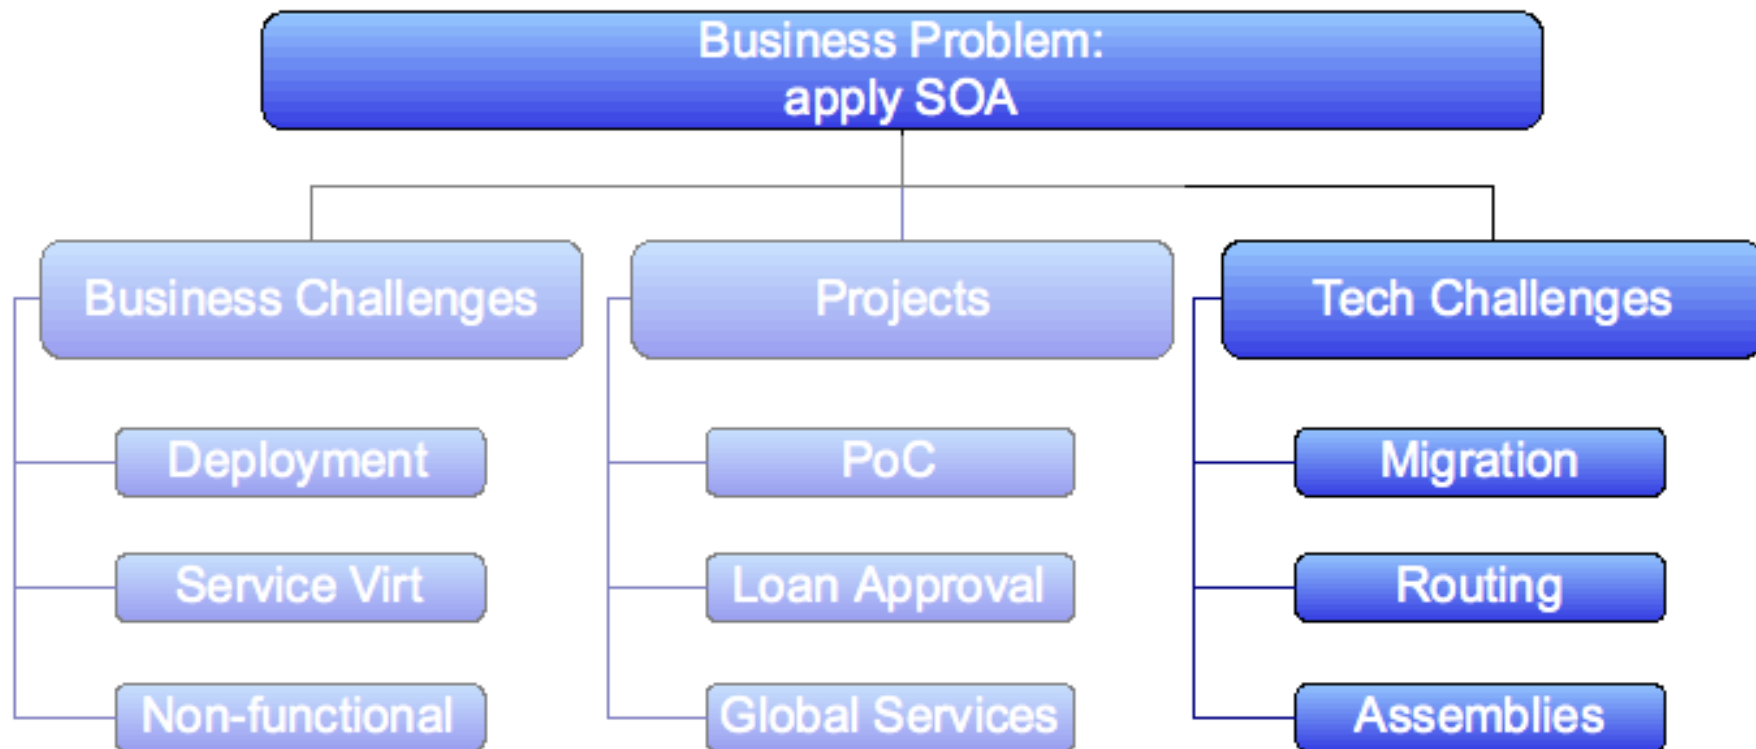 Business Problem:
apply SOA
Business Challenges
Projects
Tech Challenges
Deployment
PoC
Migration
Service Virt
Loan Approval
Routing
Non-functional
Global Services
Assemblies